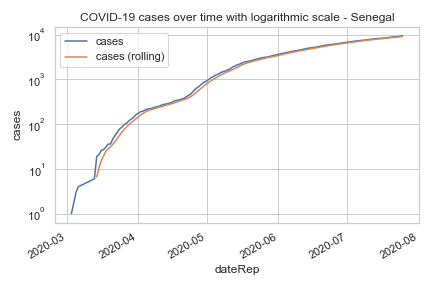 COVID-19 cases over time with logarithmic scale - Senegal
cases
cases (rolling)
10⁴
10³
10²
10¹
10⁰
cases
2020-03
2020-04
2020-05
2020-06
2020-07
2020-08
dateRep